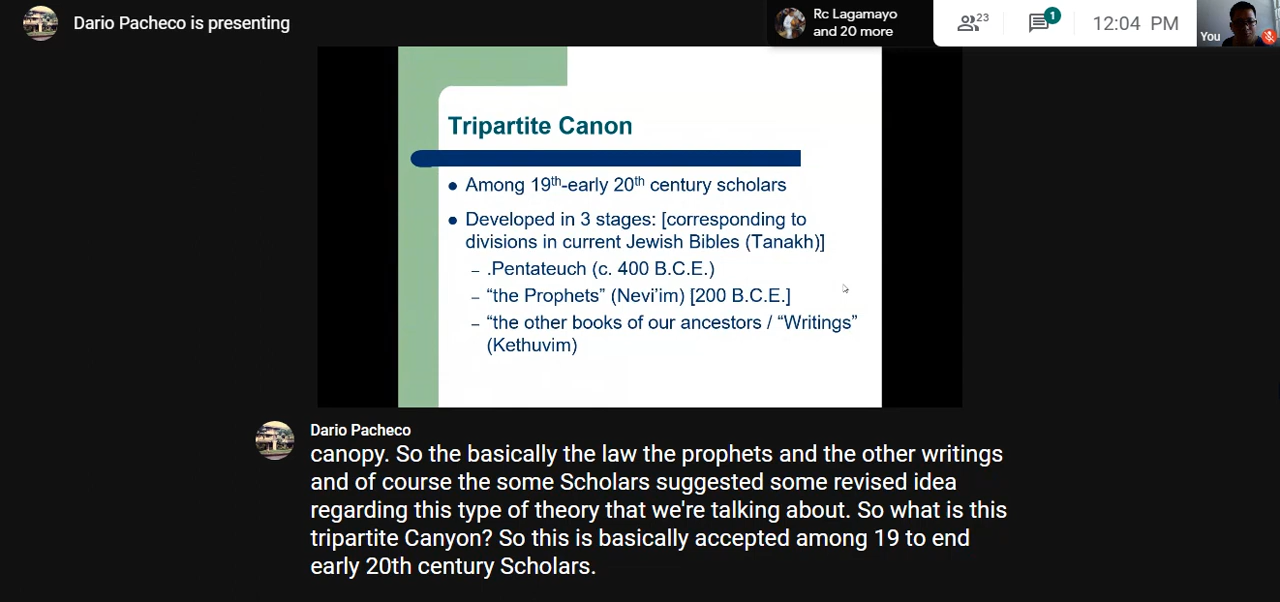 Dario Pacheco is presenting
Rc Lagamayo
and 20 more
23
1
12:04 PM
You
Tripartite Canon
• Among 19th-early 20th century scholars
• Developed in 3 stages: [corresponding to
divisions in current Jewish Bibles (Tanakh)]
– .Pentateuch (c. 400 B.C.E.)
– “the Prophets” (Nevi’im) [200 B.C.E.]
– “the other books of our ancestors / “Writings”
(Kethuvim)
Dario Pacheco
canopy. So the basically the law the prophets and the other writings
and of course the some Scholars suggested some revised idea
regarding this type of theory that we're talking about. So what is this
tripartite Canyon? So this is basically accepted among 19 to end
early 20th century Scholars.